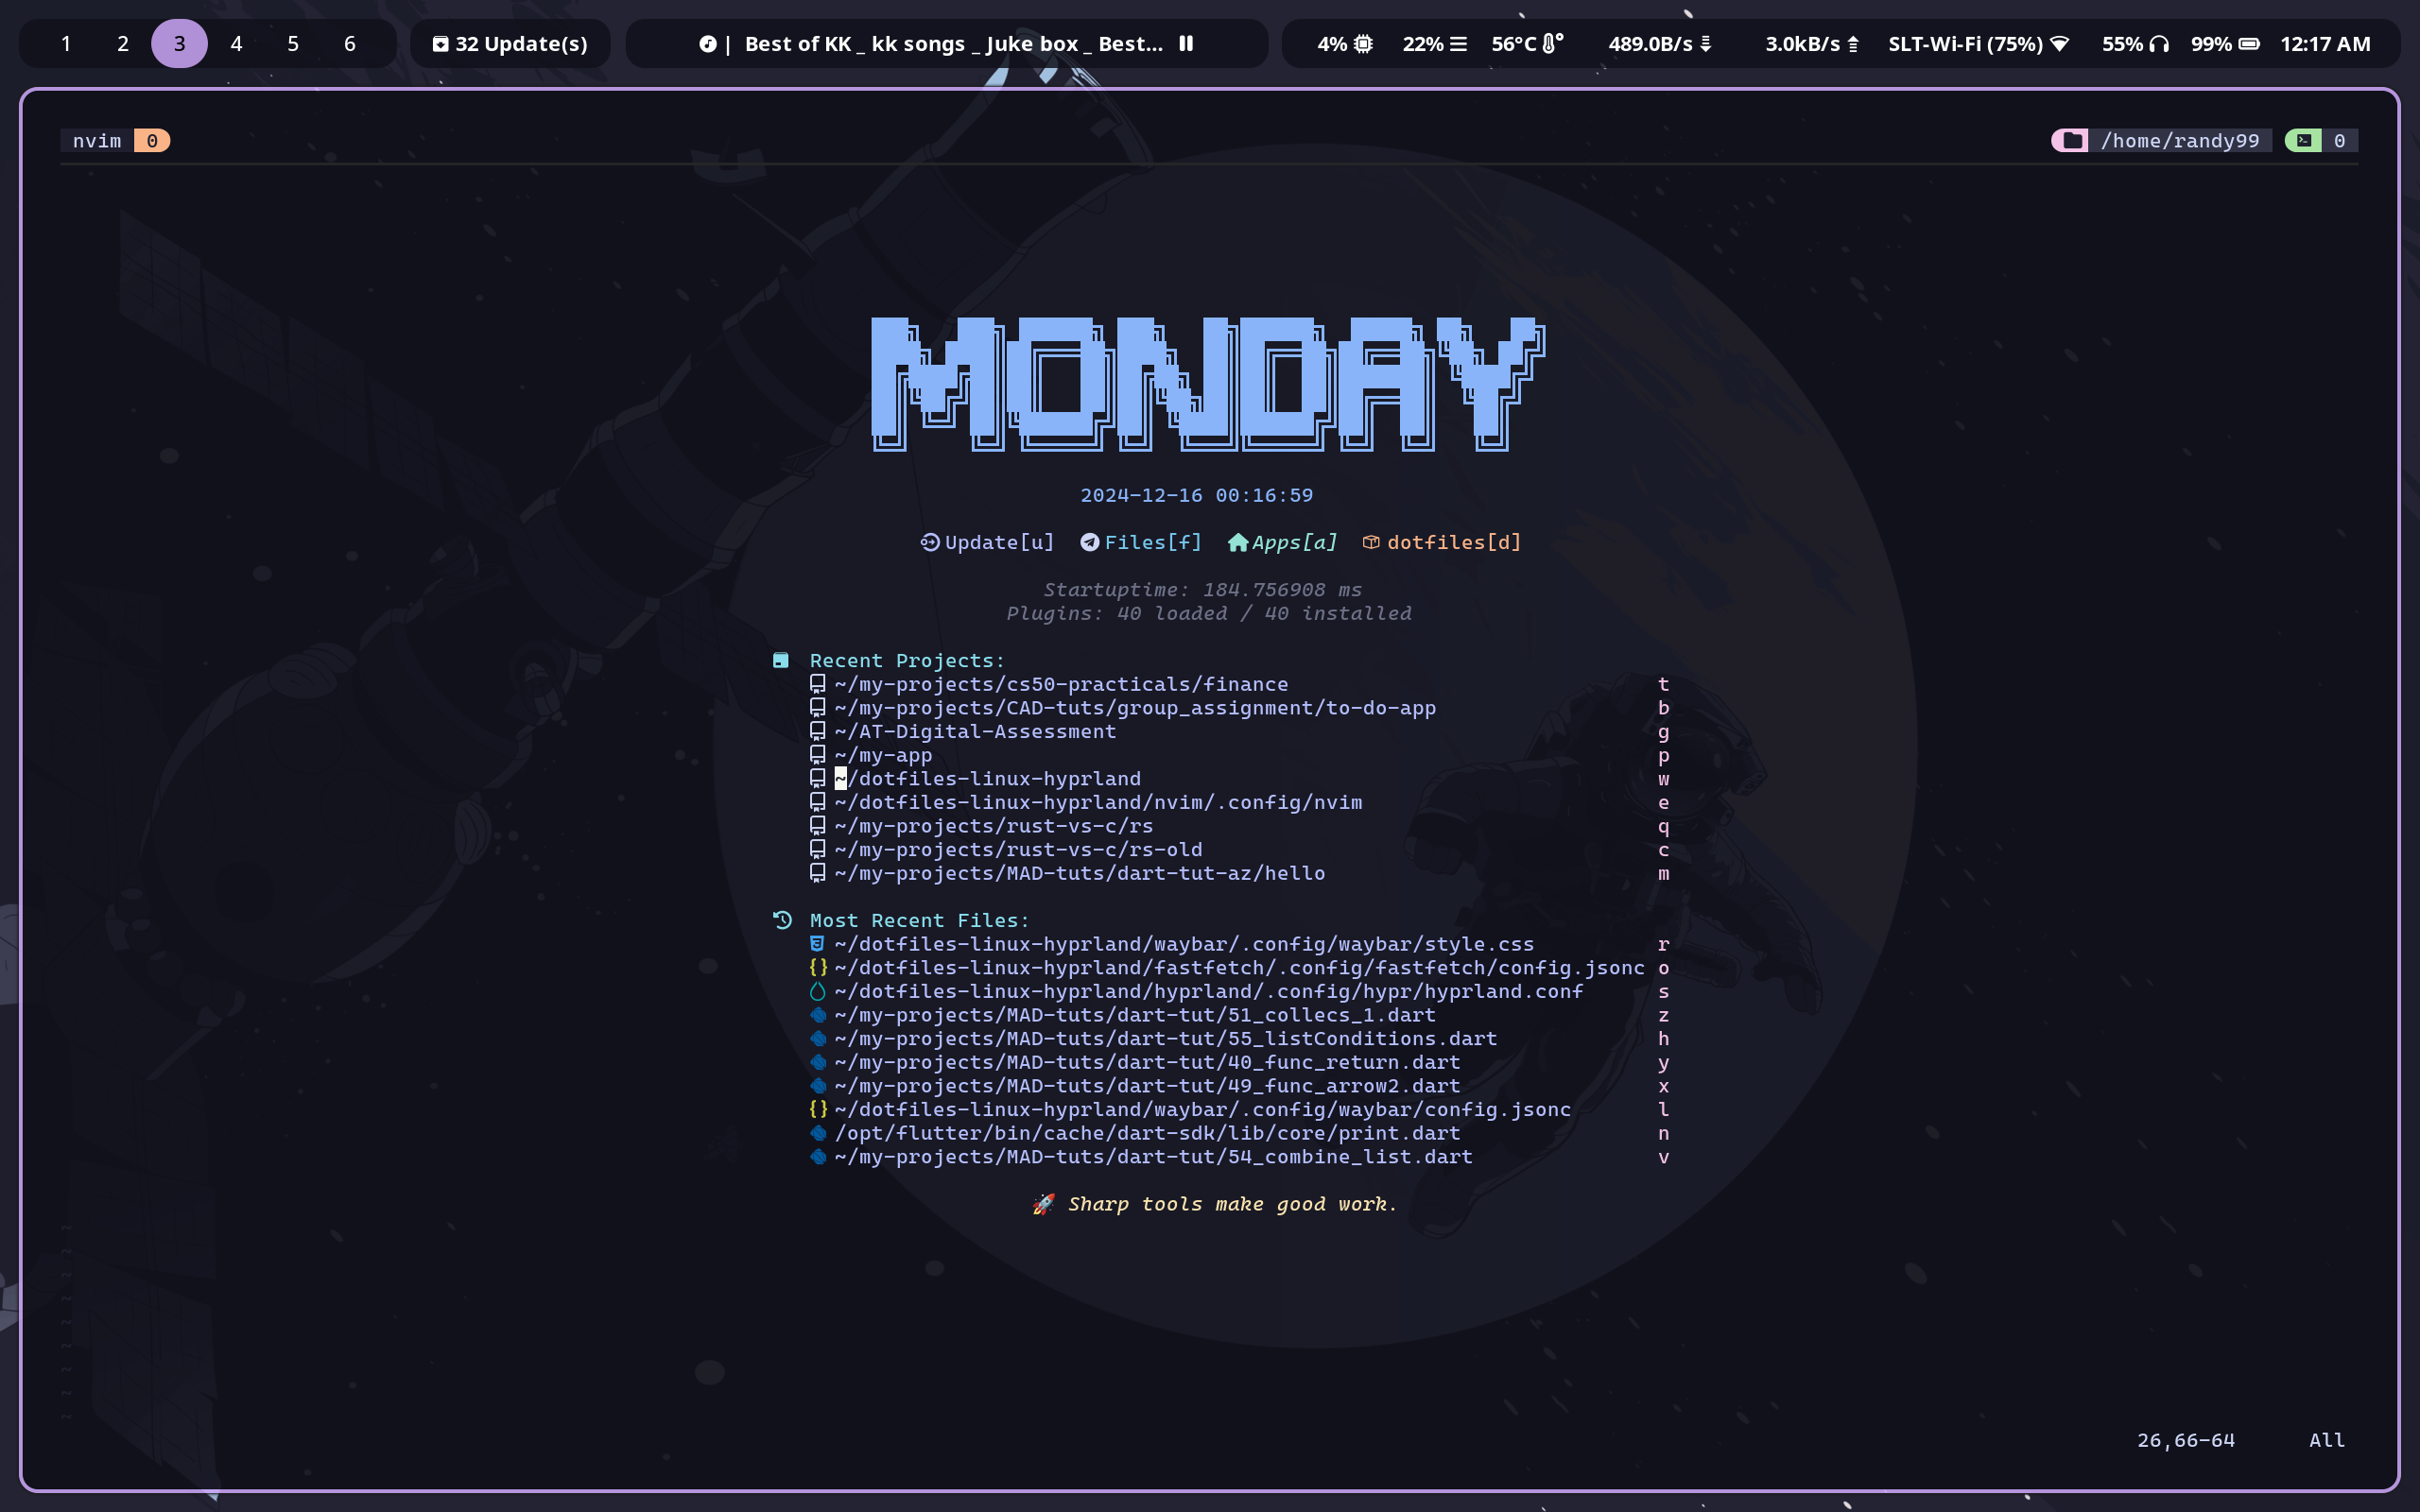 1 2 3 4 5 6 32 Update(s) | Best of KK _ kk songs _ Juke box _ Best... 4% 22% 56°C 489.0B/s 3.0kB/s SLT-Wi-Fi (75%) 55% 99% 12:17 AM
nvim 0 /home/randy99 0
MONDAY
2024-12-16 00:16:59
Update[u] Files[f] Apps[a] dotfiles[d]
Startuptime: 184.756908 ms
Plugins: 40 loaded / 40 installed
Recent Projects:
~/my-projects/cs50-practicals/finance t
~/my-projects/CAD-tuts/group_assignment/to-do-app b
~/AT-Digital-Assessment g
~/my-app p
~/dotfiles-linux-hyprland w
~/dotfiles-linux-hyprland/nvim/.config/nvim e
~/my-projects/rust-vs-c/rs q
~/my-projects/rust-vs-c/rs-old c
~/my-projects/MAD-tuts/dart-tut-az/hello m
Most Recent Files:
~/dotfiles-linux-hyprland/waybar/.config/waybar/style.css r
{} ~/dotfiles-linux-hyprland/fastfetch/.config/fastfetch/config.jsonc o
~/dotfiles-linux-hyprland/hyprland/.config/hypr/hyprland.conf s
~/my-projects/MAD-tuts/dart-tut/51_collecs_1.dart z
~/my-projects/MAD-tuts/dart-tut/55_listConditions.dart h
~/my-projects/MAD-tuts/dart-tut/40_func_return.dart y
~/my-projects/MAD-tuts/dart-tut/49_func_arrow2.dart x
{} ~/dotfiles-linux-hyprland/waybar/.config/waybar/config.jsonc l
/opt/flutter/bin/cache/dart-sdk/lib/core/print.dart n
~/my-projects/MAD-tuts/dart-tut/54_combine_list.dart v
🚀 Sharp tools make good work.
~
~
~
~
~
~
~
~
~
26,66-64 All